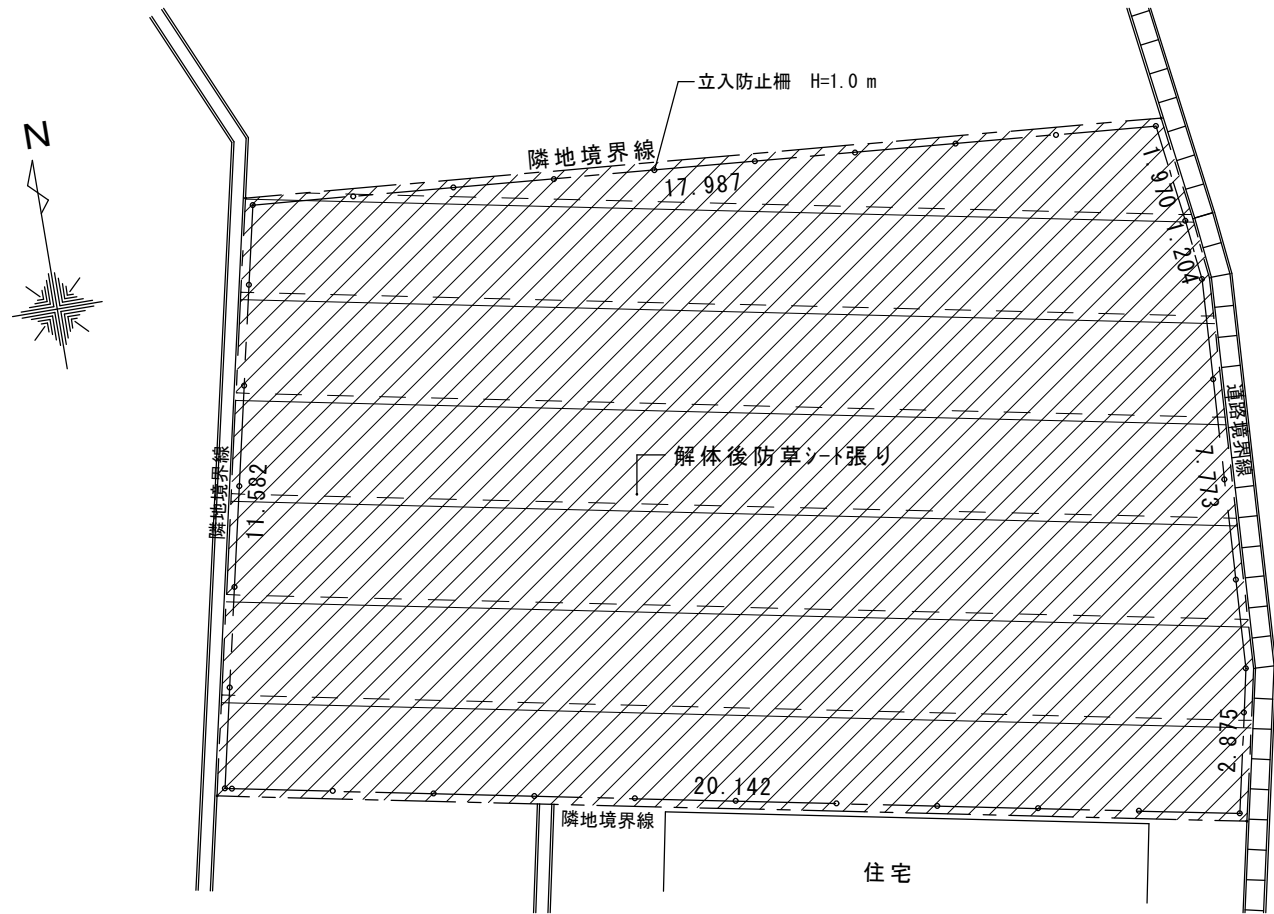 立入防止柵 H=1.0 m
N
隣地境界線
17.987
1.970
1.204
道路境界線
解体後防草シート張り
7.773
隣地境界線
11.582
2.875
20.142
隣地境界線
住宅